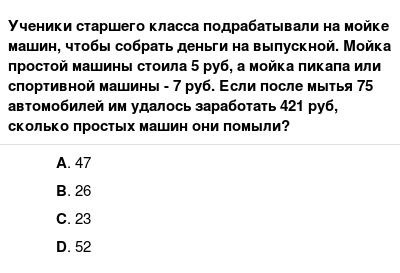 Ученики старшего класса подрабатывали на мойке
машин, чтобы собрать деньги на выпускной. Мойка
простой машины стоила 5 руб, а мойка пикапа или
спортивной машины - 7 руб. Если после мытья 75
автомобилей им удалось заработать 421 руб,
сколько простых машин они помыли?
A. 47
B. 26
C. 23
D. 52